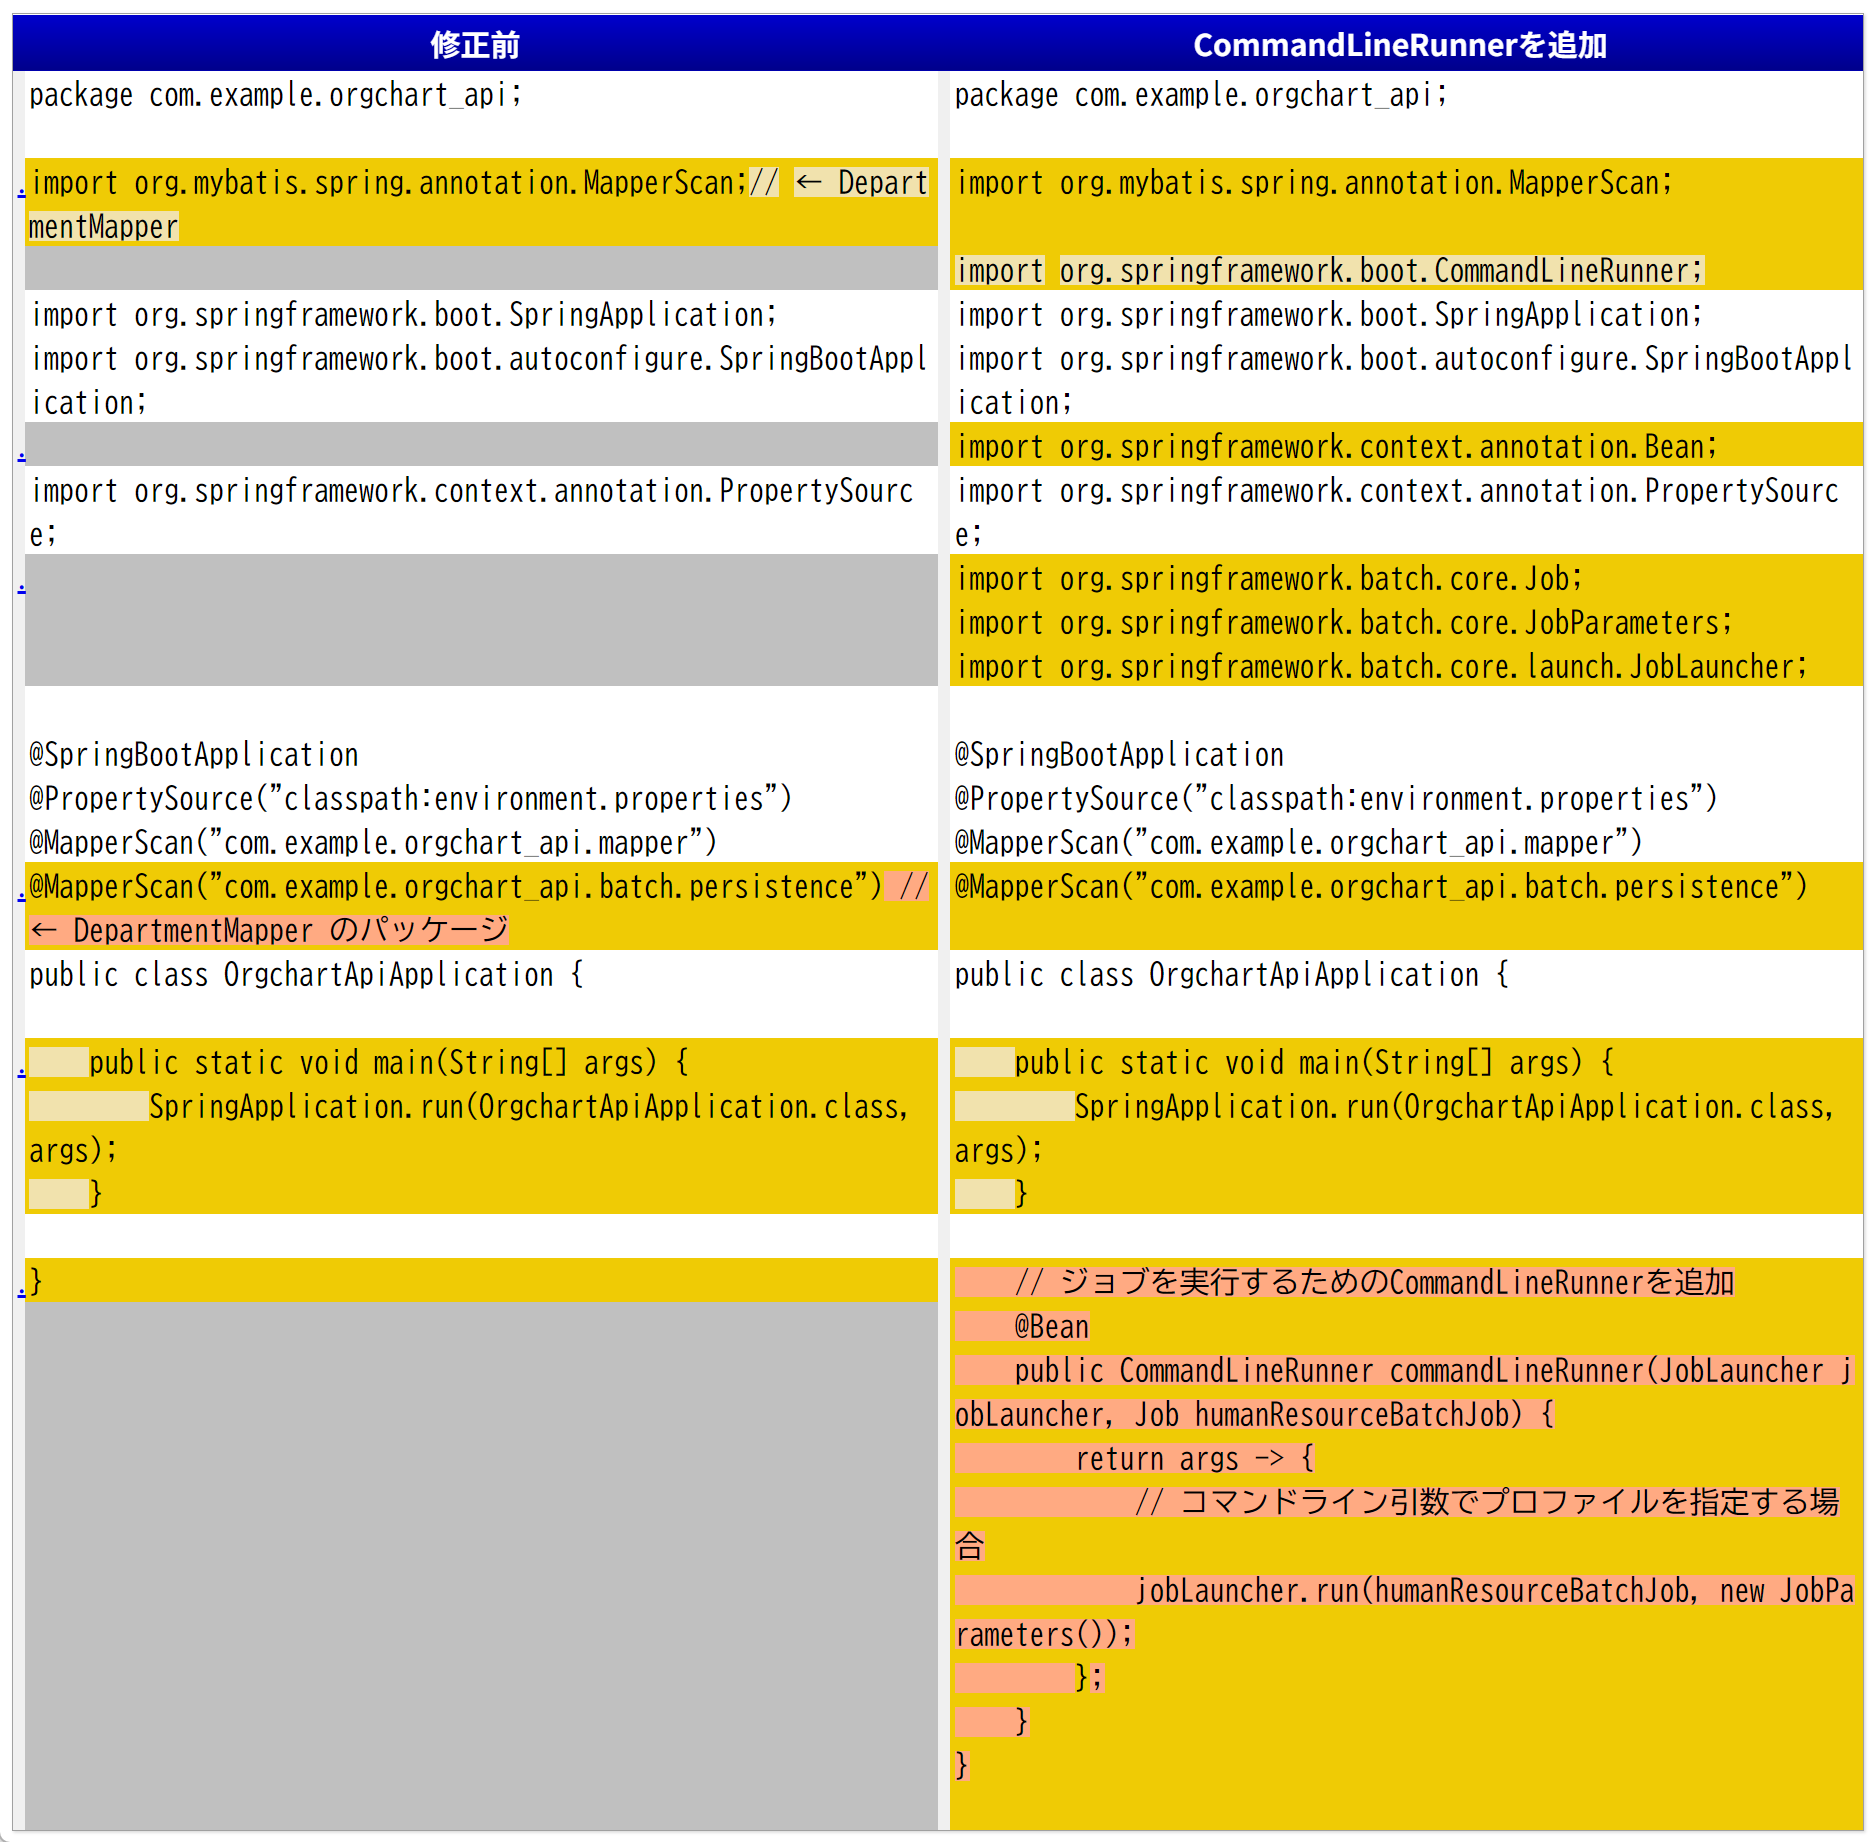 修正前
package com.example.orgchart_api;
import org.mybatis.spring.annotation.MapperScan;// ← Depart
mentMapper
import org.springframework.boot.SpringApplication;
import org.springframework.boot.autoconfigure.SpringBootAppl
ication;
import org.springframework.context.annotation.PropertySourc
e;
@SpringBootApplication
@PropertySource("classpath:environment.properties")
@MapperScan("com.example.orgchart_api.mapper")
@MapperScan("com.example.orgchart_api.batch.persistence") //
← DepartmentMapper のパッケージ
public class OrgchartApiApplication {
public static void main(String[] args) {
SpringApplication.run(OrgchartApiApplication.class,
args);
}
}
CommandLineRunnerを追加
package com.example.orgchart_api;
import org.mybatis.spring.annotation.MapperScan;
import org.springframework.boot.CommandLineRunner;
import org.springframework.boot.SpringApplication;
import org.springframework.boot.autoconfigure.SpringBootAppl
ication;
import org.springframework.context.annotation.Bean;
import org.springframework.context.annotation.PropertySourc
e;
import org.springframework.batch.core.Job;
import org.springframework.batch.core.JobParameters;
import org.springframework.batch.core.launch.JobLauncher;
@SpringBootApplication
@PropertySource("classpath:environment.properties")
@MapperScan("com.example.orgchart_api.mapper")
@MapperScan("com.example.orgchart_api.batch.persistence")
public class OrgchartApiApplication {
public static void main(String[] args) {
SpringApplication.run(OrgchartApiApplication.class,
args);
}
// ジョブを実行するためのCommandLineRunnerを追加
@Bean
public CommandLineRunner commandLineRunner(JobLauncher j
obLauncher, Job humanResourceBatchJob) {
return args -> {
// コマンドライン引数でプロファイルを指定する場
合
jobLauncher.run(humanResourceBatchJob, new JobPa
rameters());
};
}
}